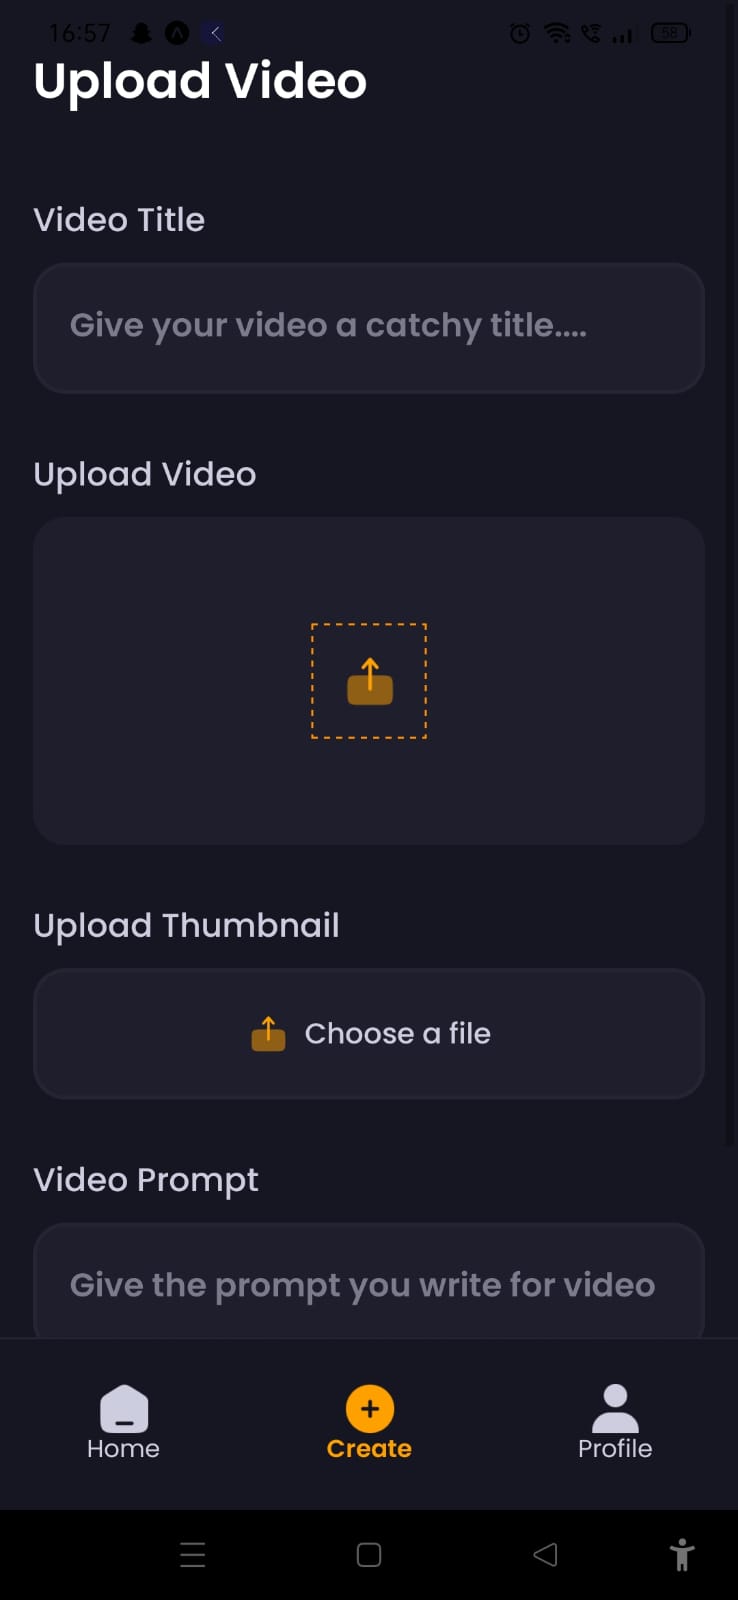 16:57
58
Upload Video
Video Title
Give your video a catchy title....
Upload Video
Upload Thumbnail
Choose a file
Video Prompt
Give the prompt you write for video
Home
Create
Profile